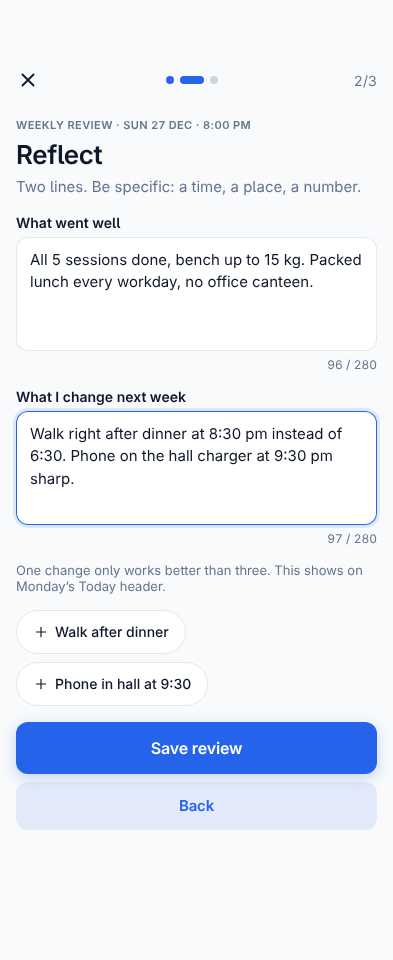 2/3
WEEKLY REVIEW · SUN 27 DEC · 8:00 PM
Reflect
Two lines. Be specific: a time, a place, a number.
What went well
All 5 sessions done, bench up to 15 kg. Packed
lunch every workday, no office canteen.
96 / 280
What I change next week
Walk right after dinner at 8:30 pm instead of
6:30. Phone on the hall charger at 9:30 pm
sharp.
97 / 280
One change only works better than three. This shows on
Monday’s Today header.
Walk after dinner
Phone in hall at 9:30
Save review
Back